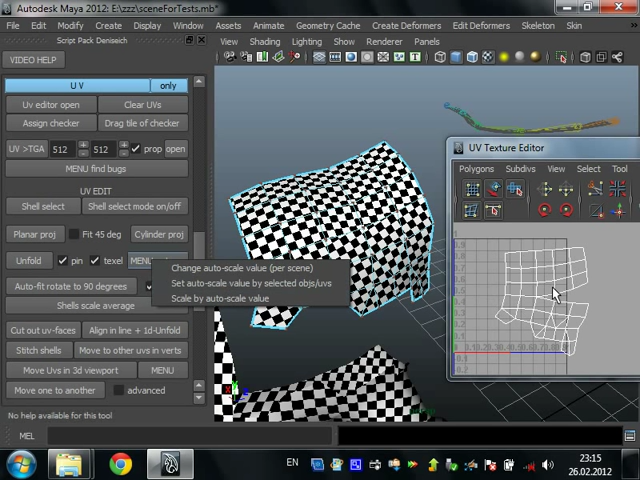 Autodesk Maya 2012: E:\zzz\sceneForTests.mb*
File Edit Modify Create Display Window Assets Animate Geometry Cache Create Deformers Edit Deformers Skeleton Skin
Script Pack Deniseich
View Shading Lighting Show Renderer Panels
VIDEO HELP
U V only
Uv editor open Clear UVs
Assign checker Drag tile of checker
UV >TGA 512 512 prop open
MENU find bugs
UV EDIT
Shell select Shell select mode on/off
Planar proj Fit 45 deg Cylinder proj
Unfold pin texel MENU
Change auto-scale value (per scene)
Set auto-scale value by selected objs/uvs
Scale by auto-scale value
Auto-fit rotate to 90 degrees
Shells scale average
Cut out uv-faces Align in line + 1d-Unfold
Stitch shells Move to other uvs in verts
Move Uvs in 3d viewport MENU
Move one to another advanced
UV Texture Editor
Polygons Subdivs View Select Tool
No help available for this tool
MEL
EN
23:15
26.02.2012